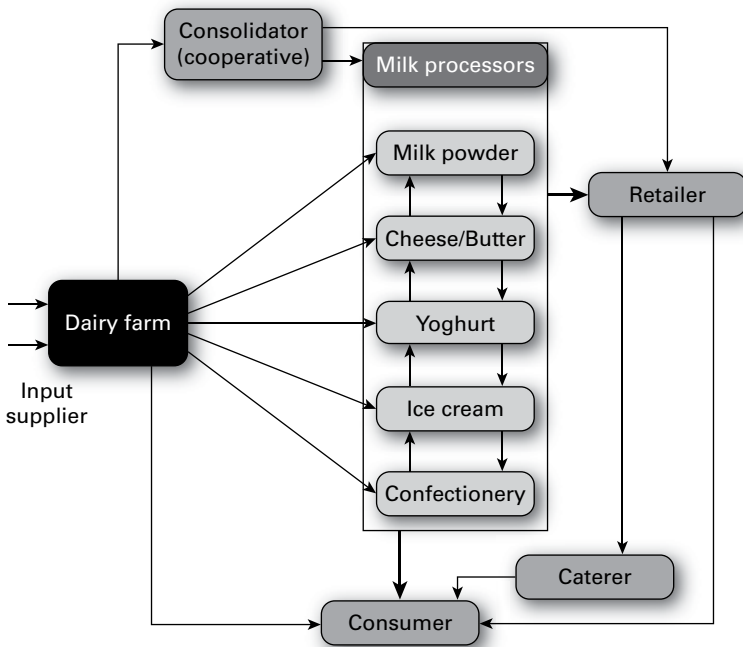 Consolidator
(cooperative)
Milk processors
Milk powder
Retailer
Cheese/Butter
Dairy farm
Yoghurt
Input
supplier
Ice cream
Confectionery
Caterer
Consumer